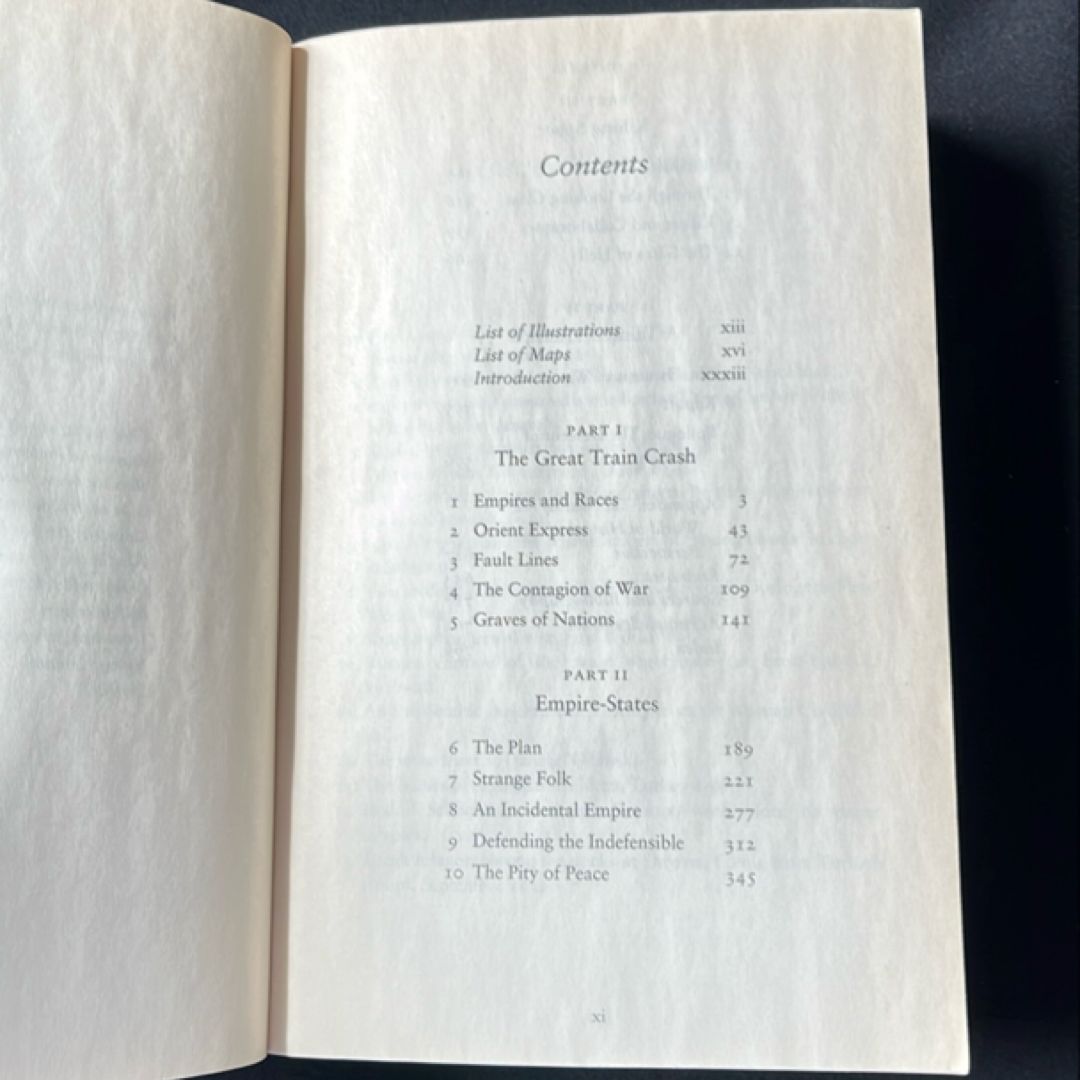 Contents
List of Illustrations xiii
List of Maps xvi
Introduction xxxiii
PART I
The Great Train Crash
1 Empires and Races 3
2 Orient Express 43
3 Fault Lines 72
4 The Contagion of War 109
5 Graves of Nations 141
PART II
Empire-States
6 The Plan 189
7 Strange Folk 221
8 An Incidental Empire 277
9 Defending the Indefensible 312
10 The Pity of Peace 345
xi